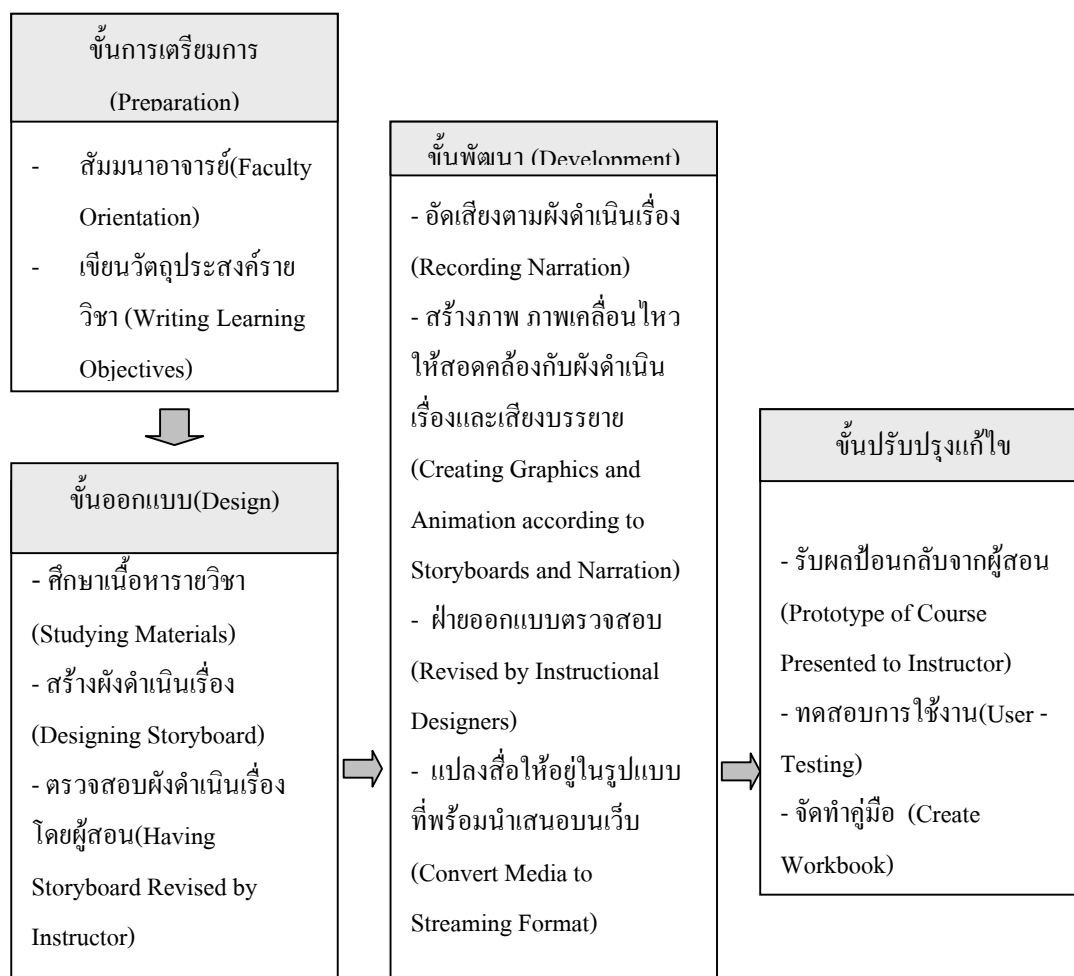 ขั้นการเตรียมการ
(Preparation)
- สัมมนาอาจารย์(Faculty
Orientation)
- เขียนวัตถุประสงค์ราย
วิชา (Writing Learning
Objectives)
ขั้นออกแบบ(Design)
- ศึกษาเนื้อหารายวิชา
(Studying Materials)
- สร้างผังดำเนินเรื่อง
(Designing Storyboard)
- ตรวจสอบผังดำเนินเรื่อง
โดยผู้สอน(Having
Storyboard Revised by
Instructor)
ขั้นพัฒนา (Development)
- อัดเสียงตามผังดำเนินเรื่อง
(Recording Narration)
- สร้างภาพ ภาพเคลื่อนไหว
ให้สอดคล้องกับผังดำเนิน
เรื่องและเสียงบรรยาย
(Creating Graphics and
Animation according to
Storyboards and Narration)
- ฝ่ายออกแบบตรวจสอบ
(Revised by Instructional
Designers)
- แปลงสื่อให้อยู่ในรูปแบบ
ที่พร้อมนำเสนอบนเว็บ
(Convert Media to
Streaming Format)
ขั้นปรับปรุงแก้ไข
- รับผลป้อนกลับจากผู้สอน
(Prototype of Course
Presented to Instructor)
- ทดสอบการใช้งาน(User -
Testing)
- จัดทำคู่มือ (Create
Workbook)